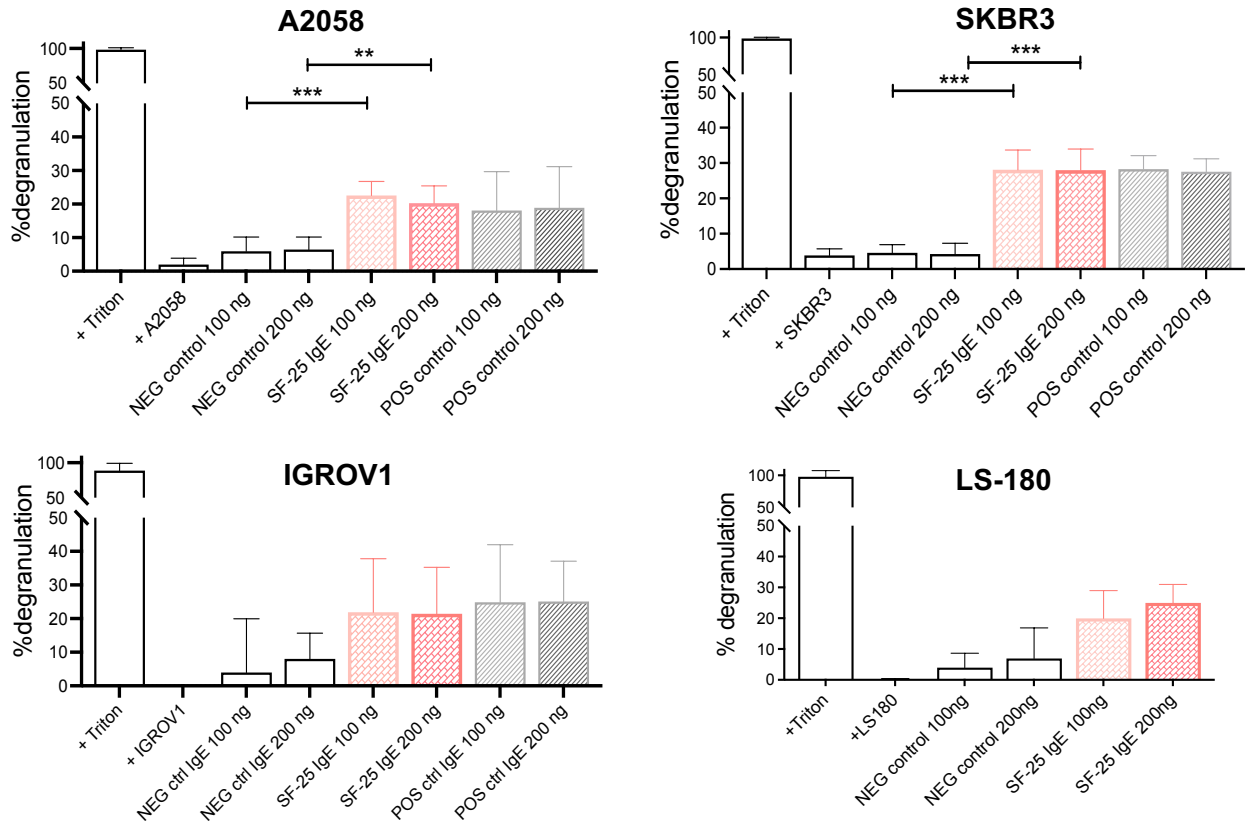 A2058
%degranulation
100
50
50
40
30
20
10
0
**
***
+ Triton
+ A2058
NEG control 100 ng
NEG control 200 ng
SF-25 IgE 100 ng
SF-25 IgE 200 ng
POS control 100 ng
POS control 200 ng
SKBR3
%degranulation
100
50
50
40
30
20
10
0
***
***
+ Triton
+ SKBR3
NEG control 100 ng
NEG control 200 ng
SF-25 IgE 100 ng
SF-25 IgE 200 ng
POS control 100 ng
POS control 200 ng
IGROV1
%degranulation
100
50
50
40
30
20
10
0
+ Triton
+ IGROV1
NEG ctrl IgE 100 ng
NEG ctrl IgE 200 ng
SF-25 IgE 100 ng
SF-25 IgE 200 ng
POS ctrl IgE 100 ng
POS ctrl IgE 200 ng
LS-180
% degranulation
100
50
50
40
30
20
10
0
+Triton
+LS180
NEG control 100ng
NEG control 200ng
SF-25 IgE 100ng
SF-25 IgE 200ng